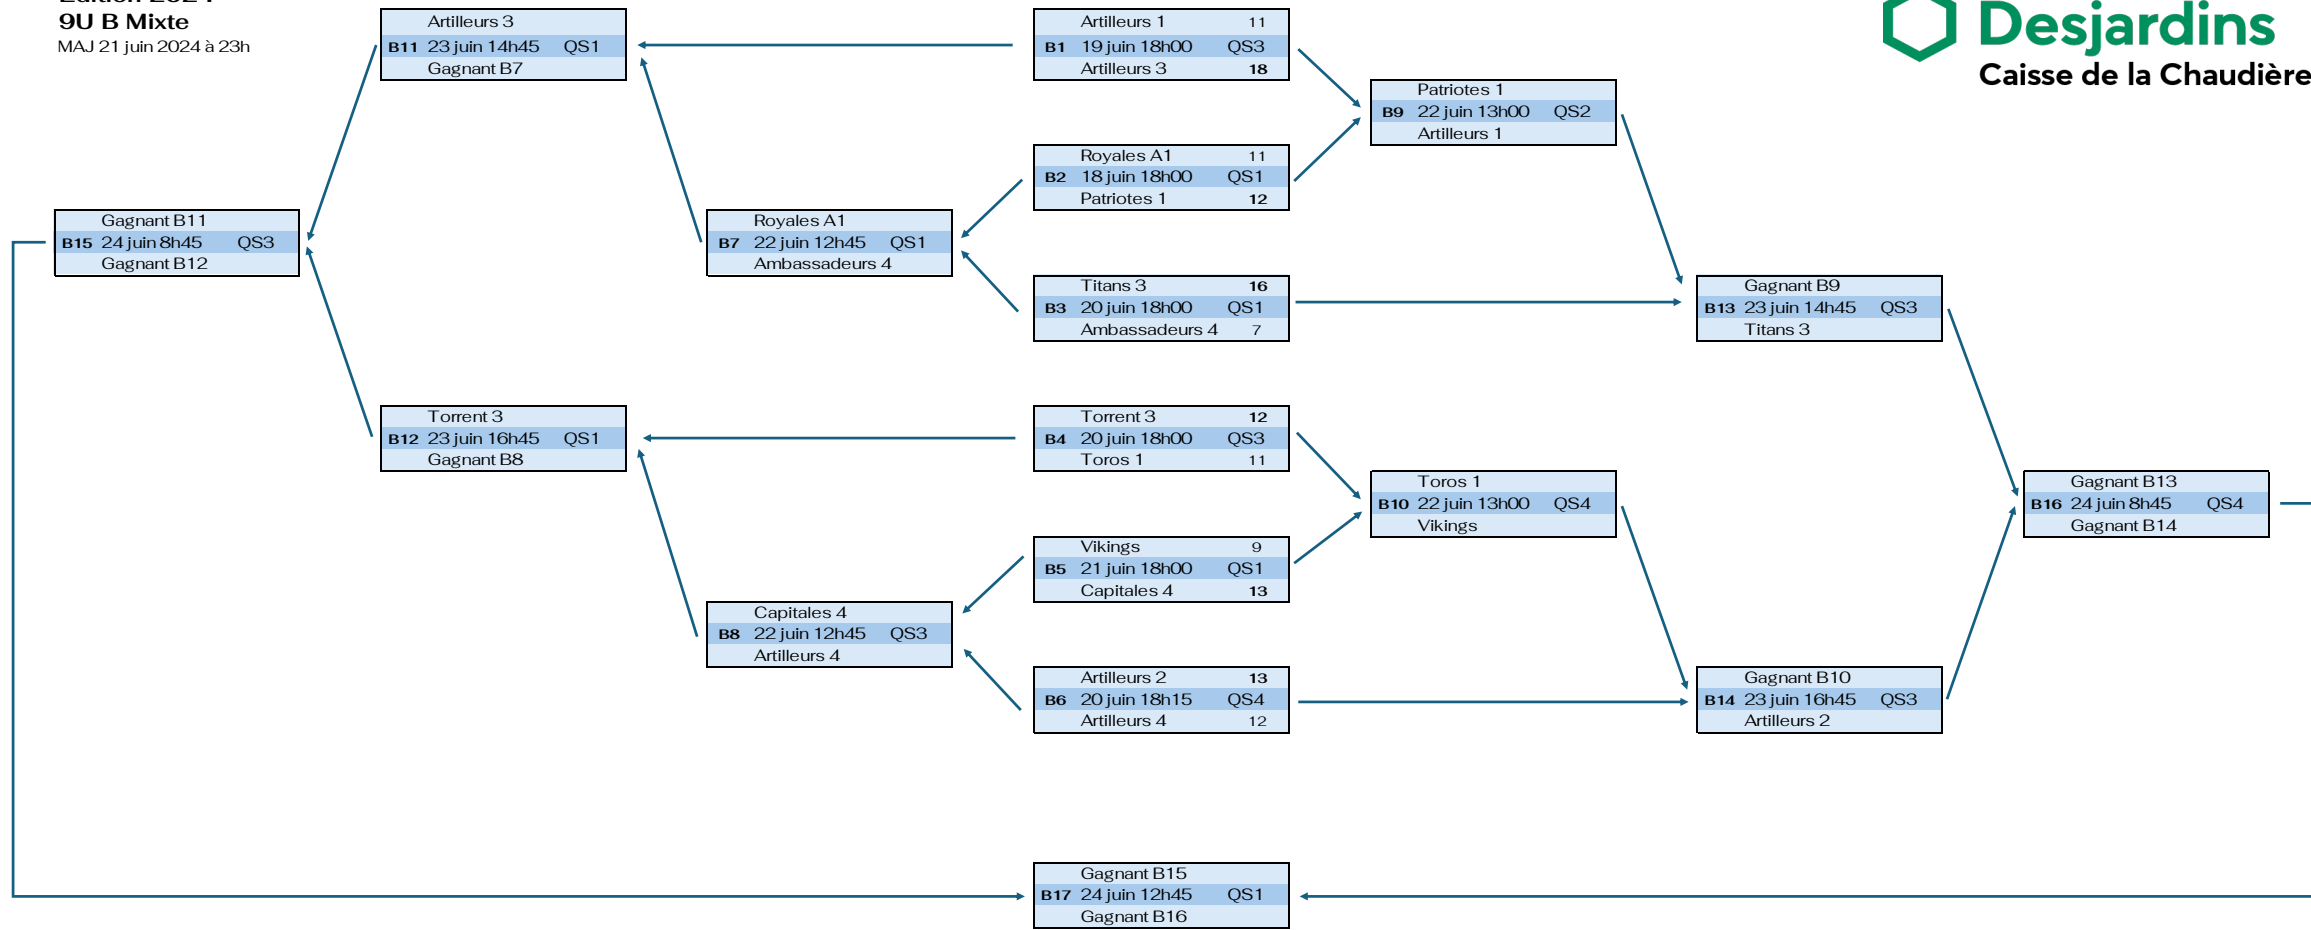 Édition 2024
9U B Mixte
MAJ 21 juin 2024 à 23h
Desjardins
Caisse de la Chaudière
Artilleurs 3
B11 23 juin 14h45 QS1
Gagnant B7
Artilleurs 1 11
B1 19 juin 18h00 QS3
Artilleurs 3 18
Patriotes 1
B9 22 juin 13h00 QS2
Artilleurs 1
Royales A1 11
B2 18 juin 18h00 QS1
Patriotes 1 12
Gagnant B11
B15 24 juin 8h45 QS3
Gagnant B12
Royales A1
B7 22 juin 12h45 QS1
Ambassadeurs 4
Titans 3 16
B3 20 juin 18h00 QS1
Ambassadeurs 4 7
Gagnant B9
B13 23 juin 14h45 QS3
Titans 3
Torrent 3
B12 23 juin 16h45 QS1
Gagnant B8
Torrent 3 12
B4 20 juin 18h00 QS3
Toros 1 11
Toros 1
B10 22 juin 13h00 QS4
Vikings
Gagnant B13
B16 24 juin 8h45 QS4
Gagnant B14
Vikings 9
B5 21 juin 18h00 QS1
Capitales 4 13
Capitales 4
B8 22 juin 12h45 QS3
Artilleurs 4
Artilleurs 2 13
B6 20 juin 18h15 QS4
Artilleurs 4 12
Gagnant B10
B14 23 juin 16h45 QS3
Artilleurs 2
Gagnant B15
B17 24 juin 12h45 QS1
Gagnant B16